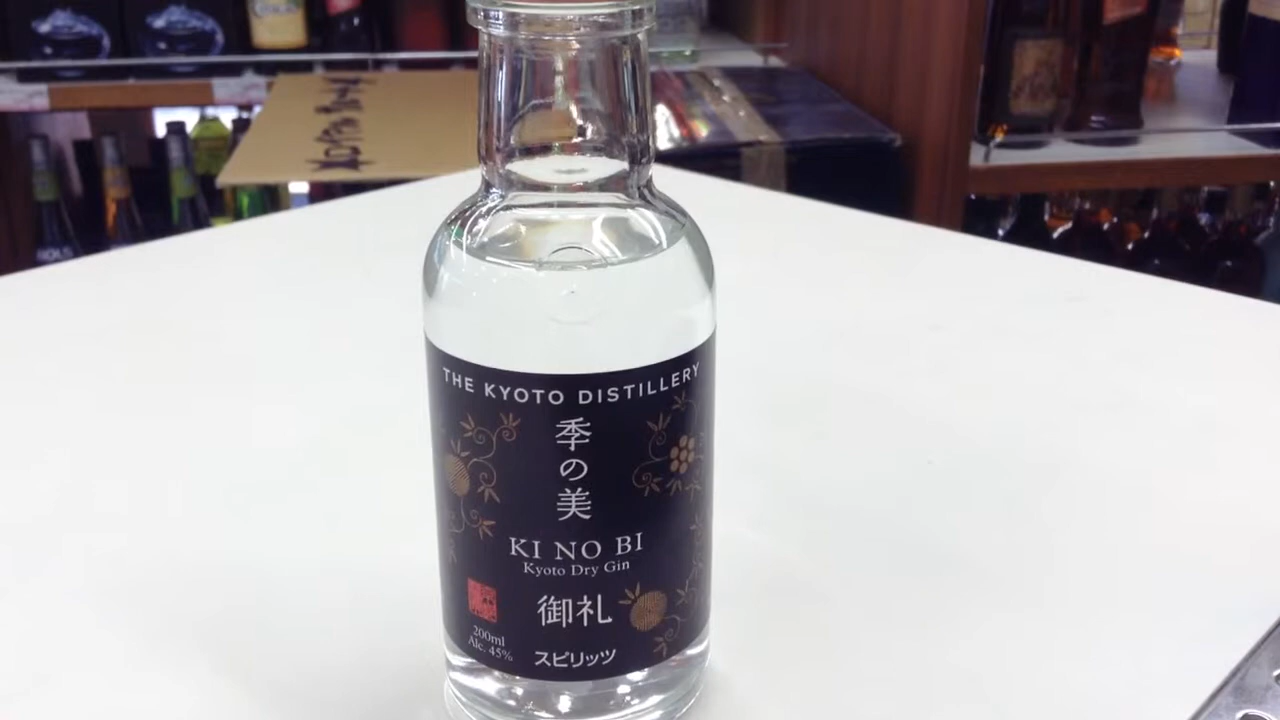 THE KYOTO DISTILLERY
季の美
KI NO BI
Kyoto Dry Gin
御礼
200ml
Alc. 45%
スピリッツ